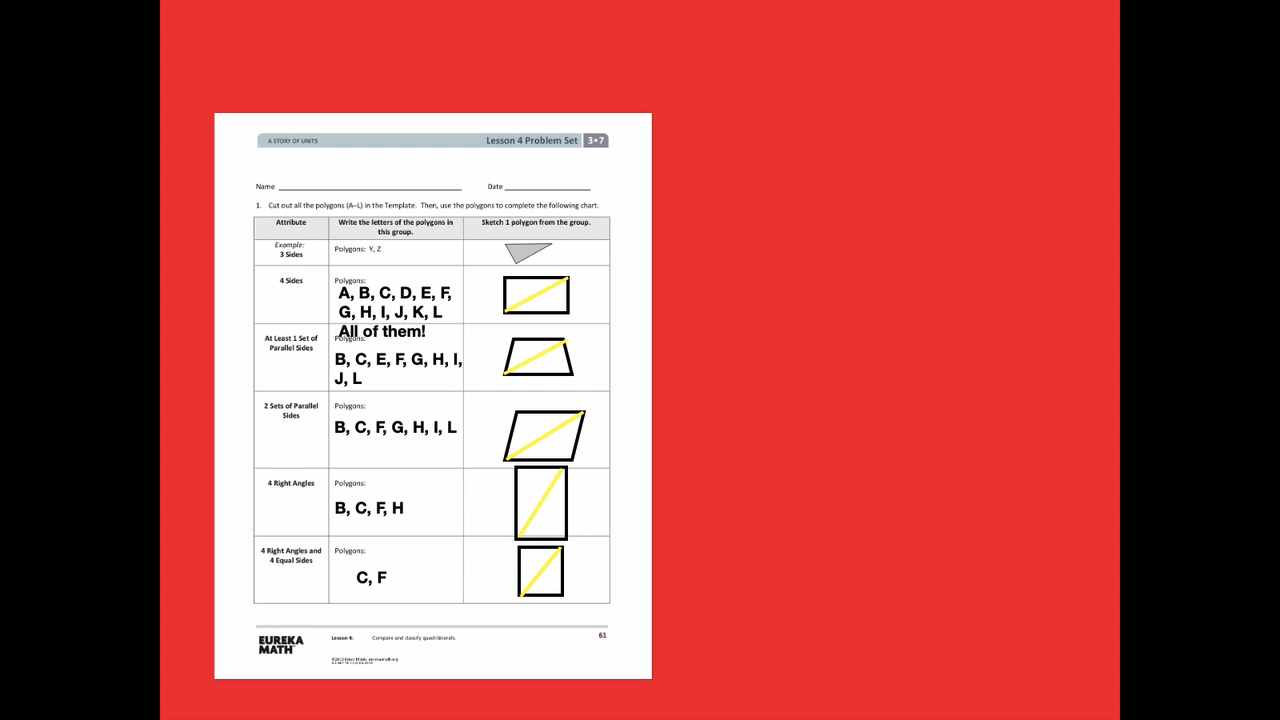 A STORY OF UNITS
Lesson 4 Problem Set
3•7
Name
Date
1. Cut out all the polygons (A–L) in the Template. Then, use the polygons to complete the following chart.
Attribute
Write the letters of the polygons in
this group.
Sketch 1 polygon from the group.
Example:
3 Sides
Polygons: Y, Z
4 Sides
Polygons:
A, B, C, D, E, F,
G, H, I, J, K, L
All of them!
At Least 1 Set of
Parallel Sides
Polygons:
B, C, E, F, G, H, I,
J, L
2 Sets of Parallel
Sides
Polygons:
B, C, F, G, H, I, L
4 Right Angles
Polygons:
B, C, F, H
4 Right Angles and
4 Equal Sides
Polygons:
C, F
EUREKA
MATH
Lesson 4: Compare and classify quadrilaterals.
61